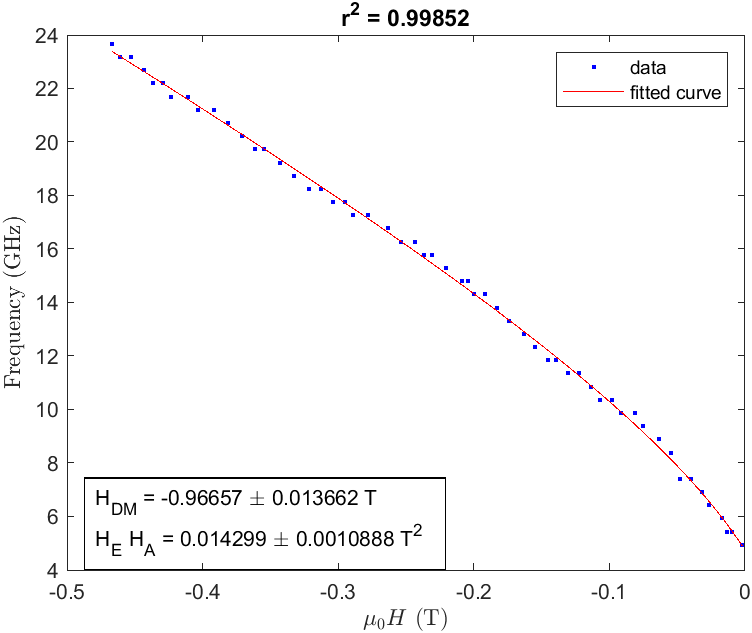 r² = 0.99852
24
22
20
18
16
14
12
10
8
6
4
Frequency (GHz)
data
fitted curve
H_DM = -0.96657 ± 0.013662 T
H_E H_A = 0.014299 ± 0.0010888 T²
-0.5
-0.4
-0.3
-0.2
-0.1
0
μ₀H (T)